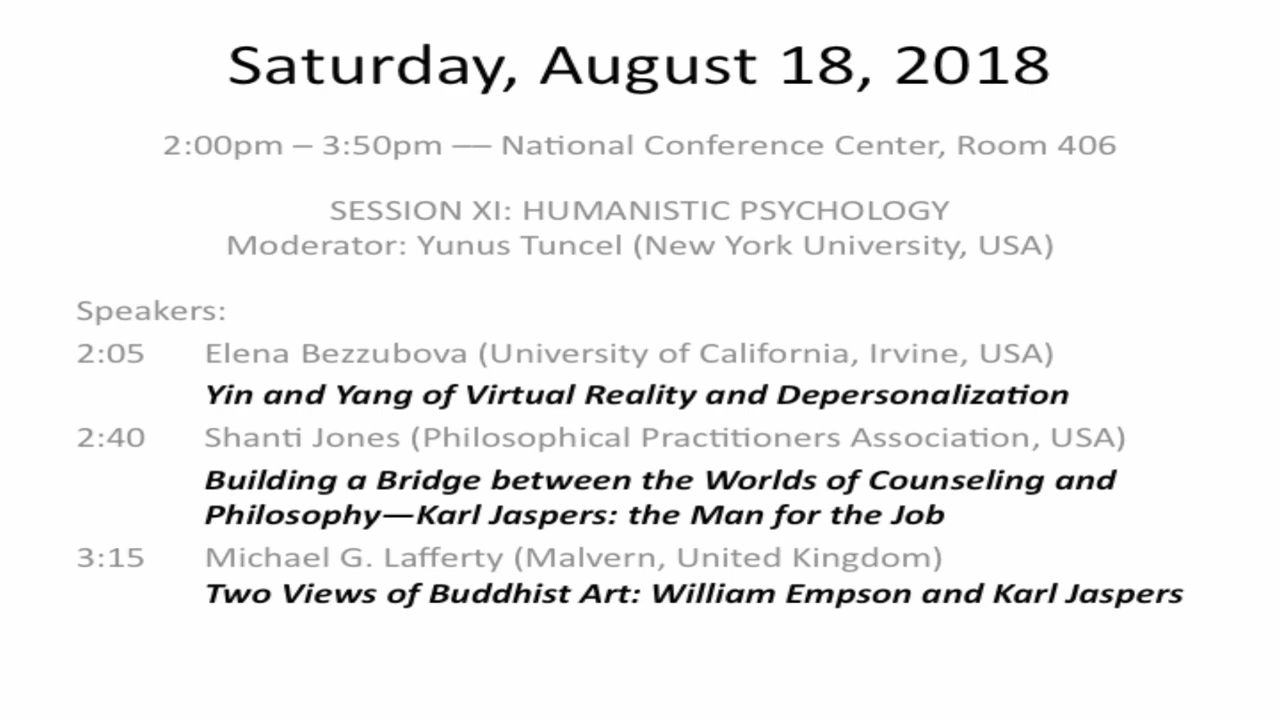 Saturday, August 18, 2018
2:00pm – 3:50pm –– National Conference Center, Room 406
SESSION XI: HUMANISTIC PSYCHOLOGY
Moderator: Yunus Tuncel (New York University, USA)
Speakers:
2:05 Elena Bezzubova (University of California, Irvine, USA)
Yin and Yang of Virtual Reality and Depersonalization
2:40 Shanti Jones (Philosophical Practitioners Association, USA)
Building a Bridge between the Worlds of Counseling and
Philosophy—Karl Jaspers: the Man for the Job
3:15 Michael G. Lafferty (Malvern, United Kingdom)
Two Views of Buddhist Art: William Empson and Karl Jaspers